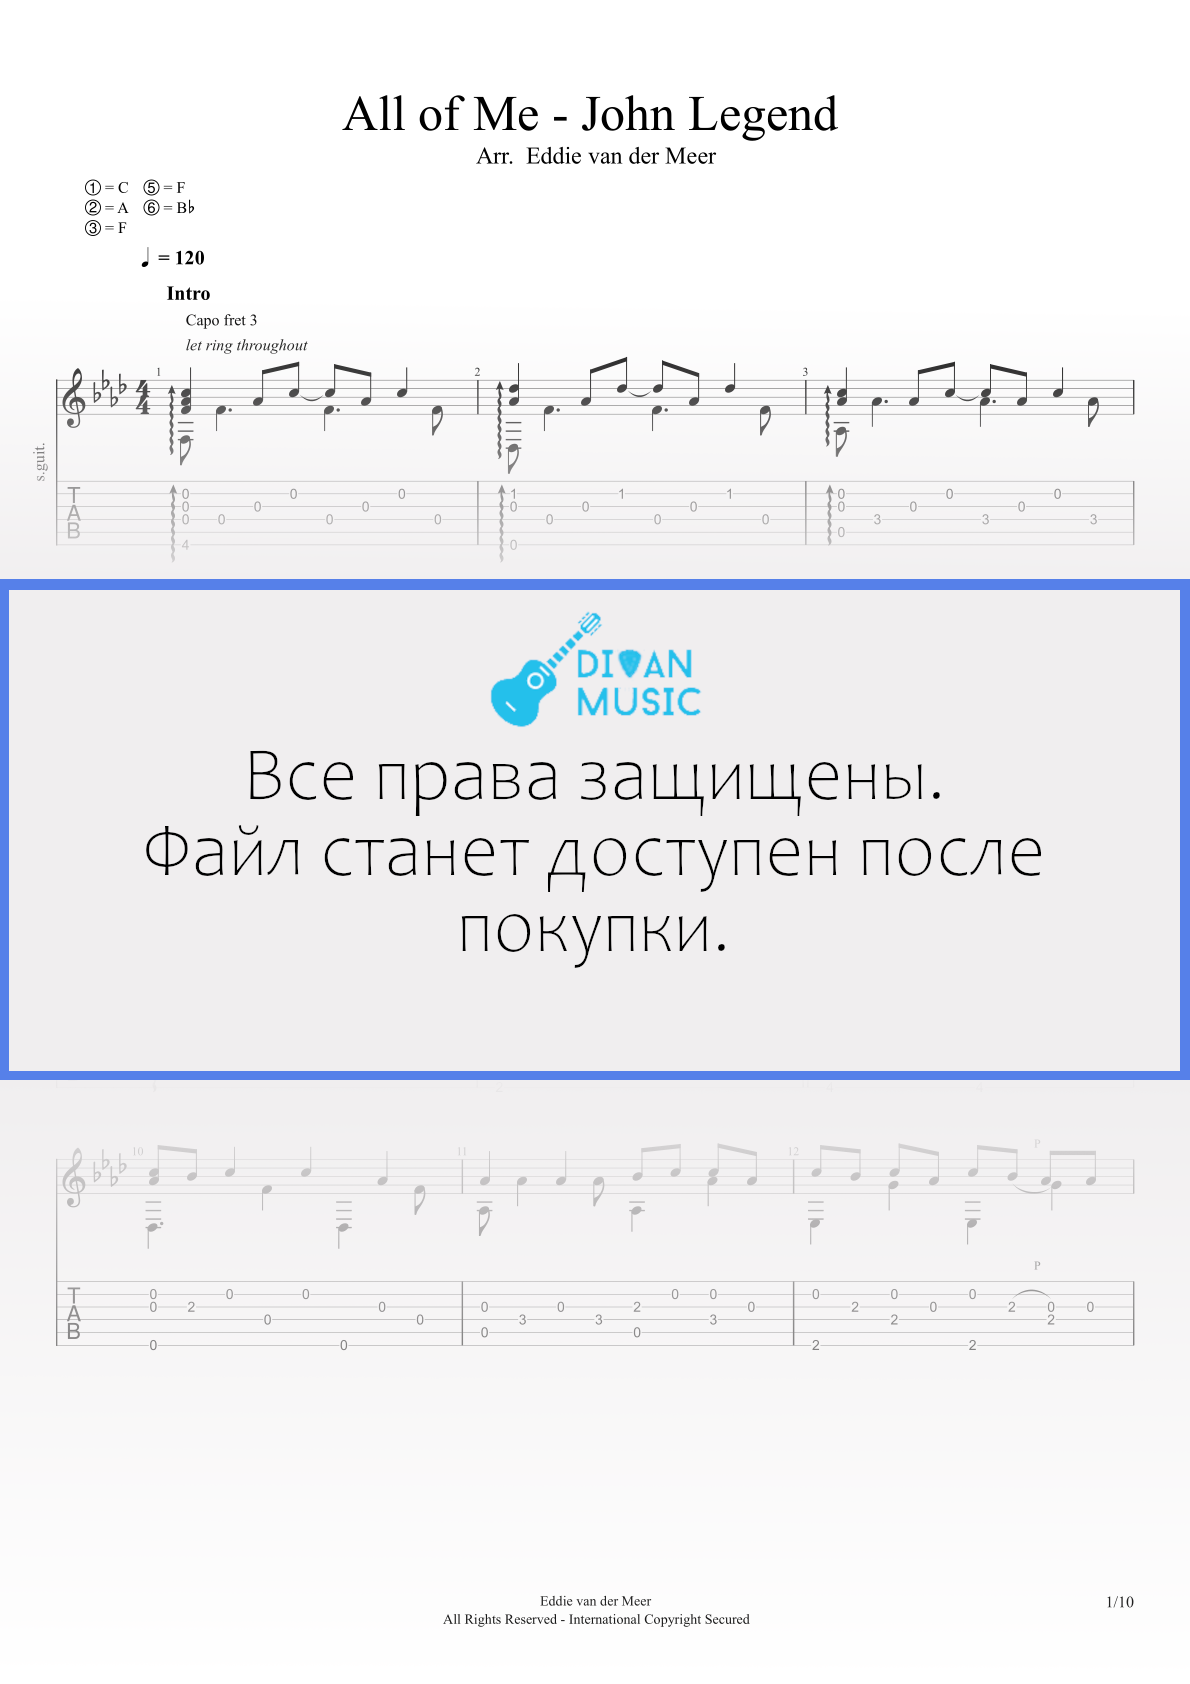 All of Me - John Legend
Arr. Eddie van der Meer
① = C ⑤ = F
② = A ⑥ = B♭
③ = F
♩ = 120
Intro
Capo fret 3
let ring throughout
1 2 3
4
4
s.guit.
T
A
B
0 0 0 4 0 0 0 0 0 0 0
1 0 0 0 0 1 0 0 1 0
0 0 0 3 0 0 3 0 0 3
DIVAN
MUSIC
Все права защищены.
Файл станет доступен после
покупки.
10 11 12
P
P
T
A
B
0 0 0 2 0 0 0 0 0 0
0 0 3 0 3 2 0 0 0 3 0
0 2 2 0 2 0 0 2 2 0 2 0
Eddie van der Meer
All Rights Reserved - International Copyright Secured
1/10